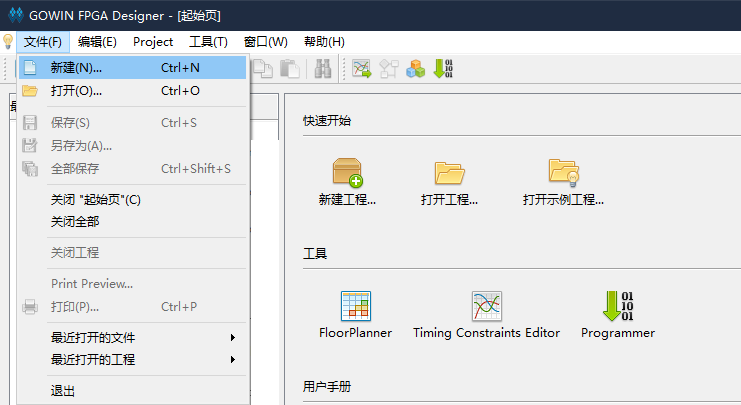 GOWIN FPGA Designer - [起始页]
文件(F) 编辑(E) Project 工具(T) 窗口(W) 帮助(H)
新建(N)... Ctrl+N
打开(O)... Ctrl+O
保存(S) Ctrl+S
另存为(A)...
全部保存 Ctrl+Shift+S
关闭 "起始页"(C)
关闭全部
关闭工程
Print Preview...
打印(P)... Ctrl+P
最近打开的文件
最近打开的工程
退出
快速开始
新建工程... 打开工程... 打开示例工程...
工具
FloorPlanner Timing Constraints Editor Programmer
用户手册